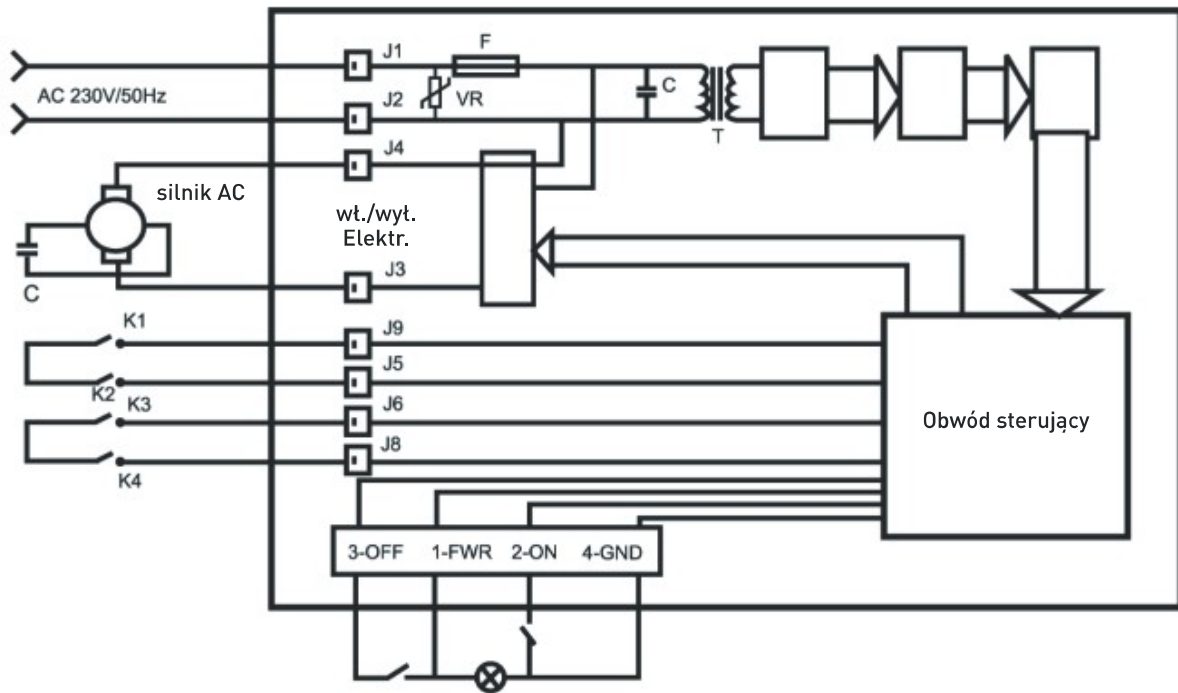 J1
F
AC 230V/50Hz
J2
VR
C
T
J4
silnik AC
wł./wył.
Elektr.
J3
C
K1
J9
K2
K3
J5
J6
Obwód sterujący
J8
K4
3-OFF 1-FWR 2-ON 4-GND